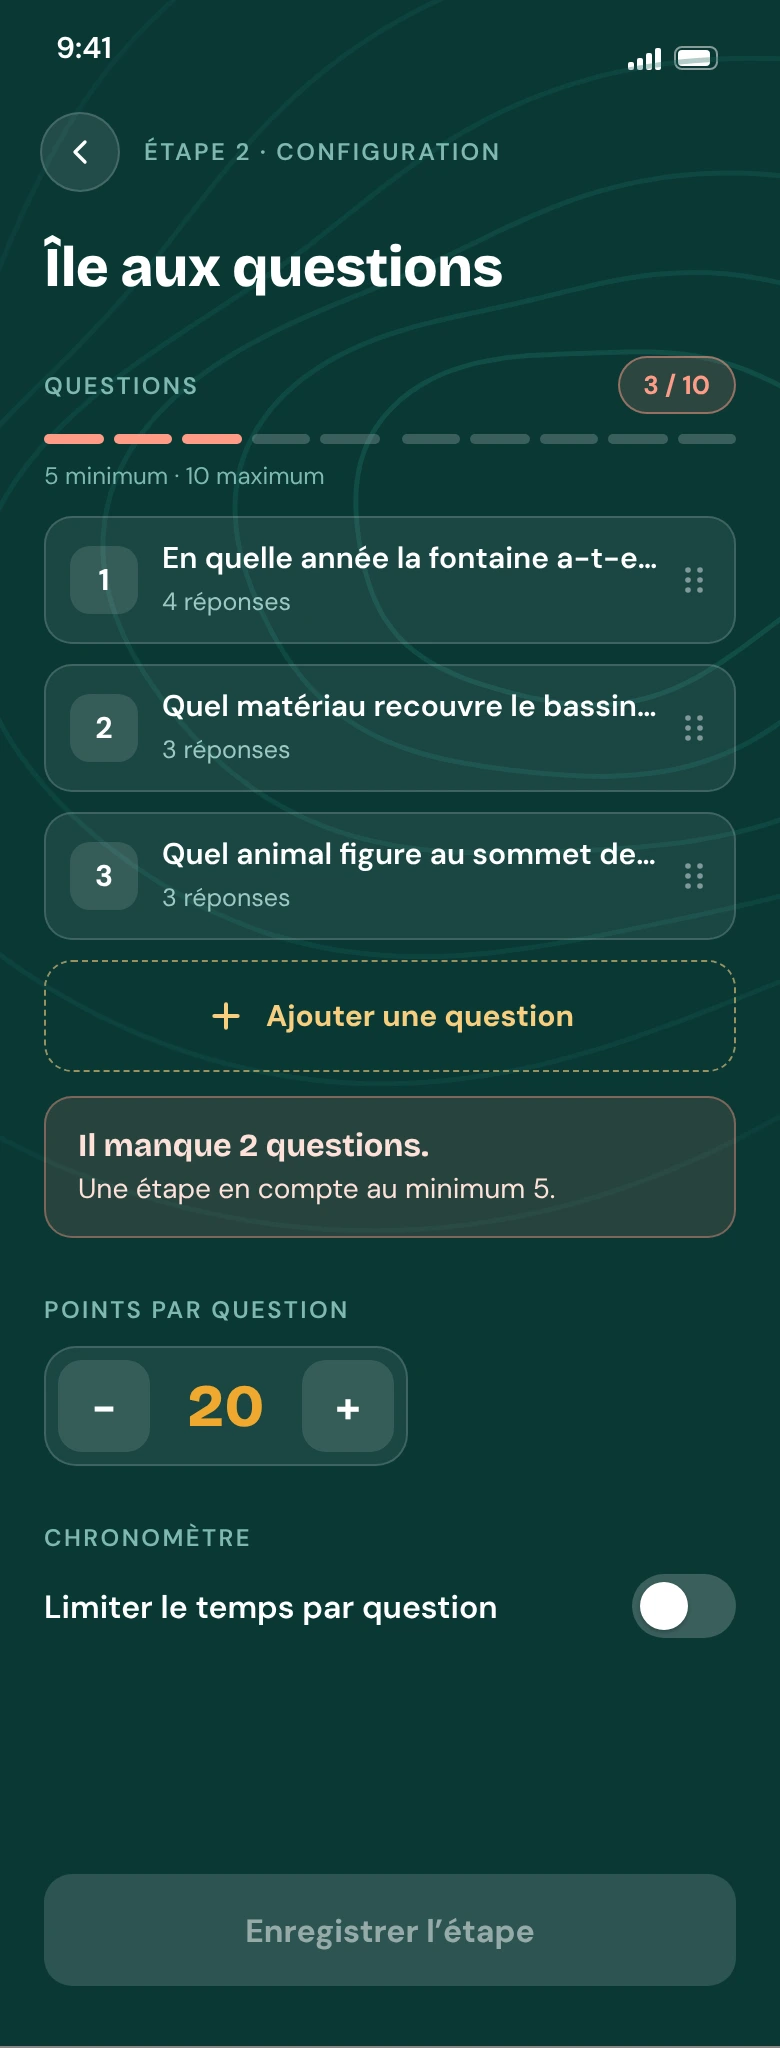 9:41
ÉTAPE 2 · CONFIGURATION
Île aux questions
QUESTIONS
3 / 10
5 minimum · 10 maximum
1
En quelle année la fontaine a-t-e...
4 réponses
2
Quel matériau recouvre le bassin...
3 réponses
3
Quel animal figure au sommet de...
3 réponses
+ Ajouter une question
Il manque 2 questions.
Une étape en compte au minimum 5.
POINTS PAR QUESTION
− 20 +
CHRONOMÈTRE
Limiter le temps par question
Enregistrer l’étape